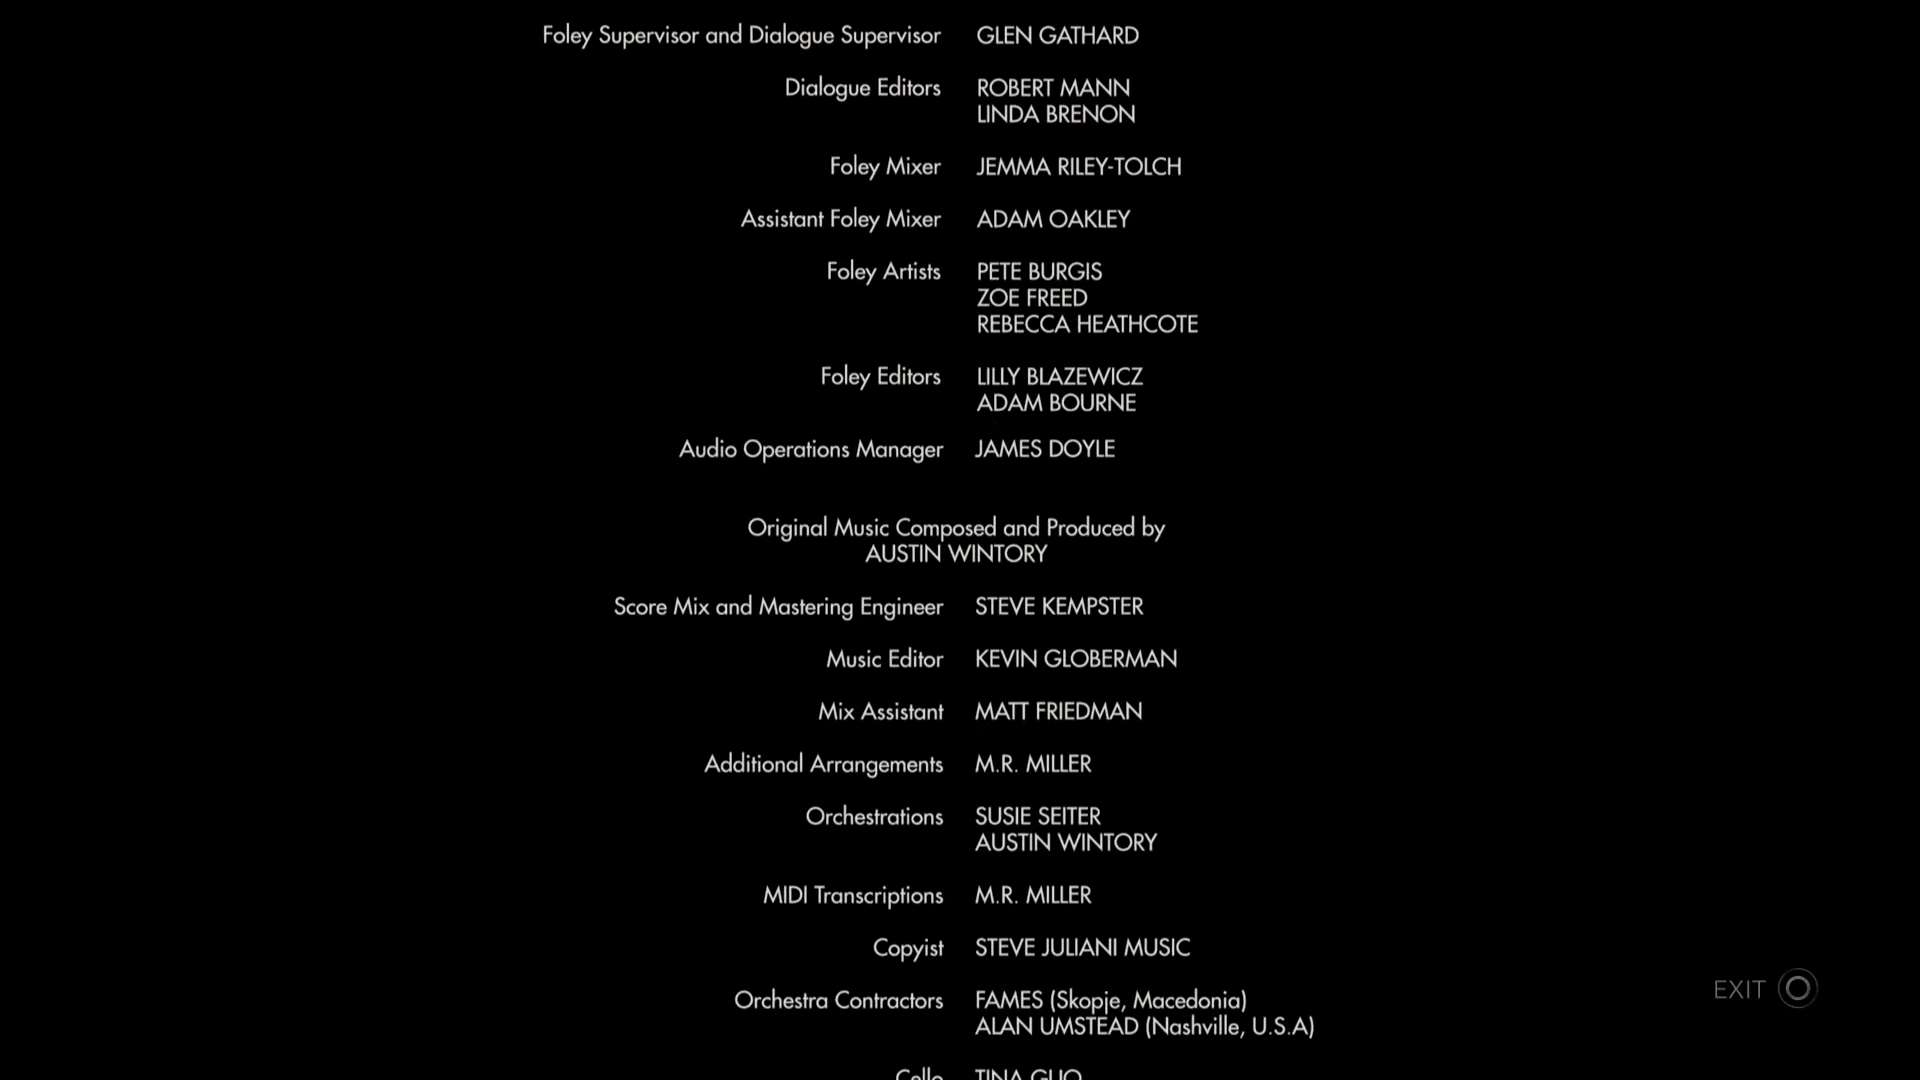 Foley Supervisor and Dialogue Supervisor GLEN GATHARD
Dialogue Editors ROBERT MANN
LINDA BRENON
Foley Mixer JEMMA RILEY-TOLCH
Assistant Foley Mixer ADAM OAKLEY
Foley Artists PETE BURGIS
ZOE FREED
REBECCA HEATHCOTE
Foley Editors LILLY BLAZEWICZ
ADAM BOURNE
Audio Operations Manager JAMES DOYLE
Original Music Composed and Produced by
AUSTIN WINTORY
Score Mix and Mastering Engineer STEVE KEMPSTER
Music Editor KEVIN GLOBERMAN
Mix Assistant MATT FRIEDMAN
Additional Arrangements M.R. MILLER
Orchestrations SUSIE SEITER
AUSTIN WINTORY
MIDI Transcriptions M.R. MILLER
Copyist STEVE JULIANI MUSIC
EXIT
Orchestra Contractors FAMES (Skopje, Macedonia)
ALAN UMSTEAD (Nashville, U.S.A)
Cello TINA GUO